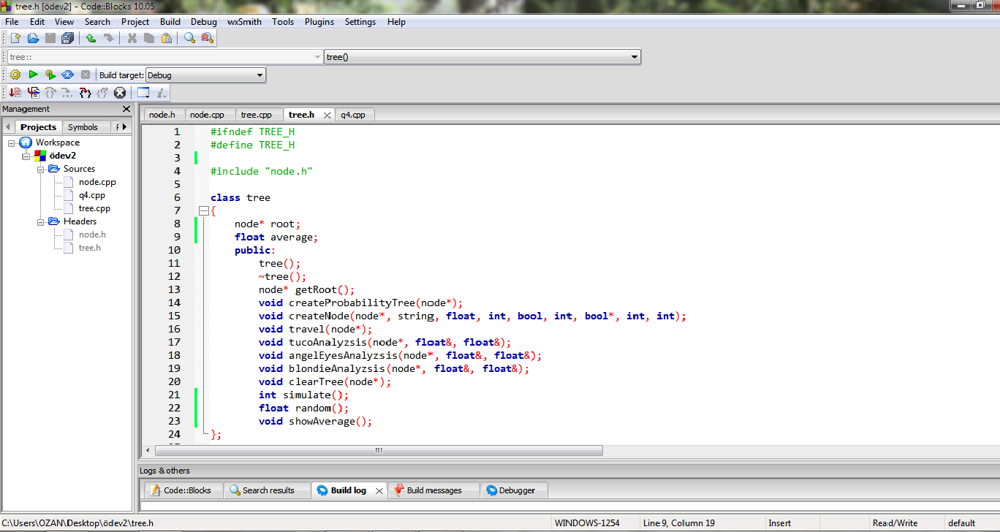 tree.h [ödev2] - Code::Blocks 10.05
File Edit View Search Project Build Debug wxSmith Tools Plugins Settings Help
tree::
tree()
Build target: Debug
Management
Projects Symbols
Workspace
ödev2
Sources
node.cpp
q4.cpp
tree.cpp
Headers
node.h
tree.h
node.h node.cpp tree.cpp tree.h q4.cpp
1 #ifndef TREE_H
2 #define TREE_H
3
4 #include "node.h"
5
6 class tree
7 {
8 node* root;
9 float average;
10 public:
11 tree();
12 ~tree();
13 node* getRoot();
14 void createProbabilityTree(node*);
15 void createNode(node*, string, float, int, bool, int, bool*, int, int);
16 void travel(node*);
17 void tucoAnalyzsis(node*, float&, float&);
18 void angelEyesAnalyzsis(node*, float&, float&);
19 void blondieAnalyzsis(node*, float&, float&);
20 void clearTree(node*);
21 int simulate();
22 float random();
23 void showAverage();
24 };
Logs & others
Code::Blocks Search results Build log Build messages Debugger
C:\Users\OZAN\Desktop\ödev2\tree.h WINDOWS-1254 Line 9, Column 19 Insert Read/Write default